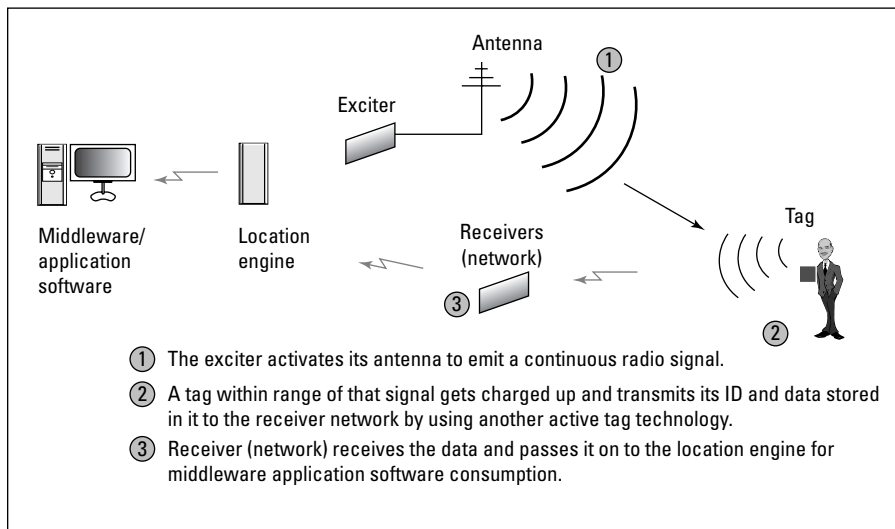 Antenna
1
Exciter
Tag
Middleware/
application
software
Location
engine
Receivers
(network)
3
2
1 The exciter activates its antenna to emit a continuous radio signal.
2 A tag within range of that signal gets charged up and transmits its ID and data stored
in it to the receiver network by using another active tag technology.
3 Receiver (network) receives the data and passes it on to the location engine for
middleware application software consumption.